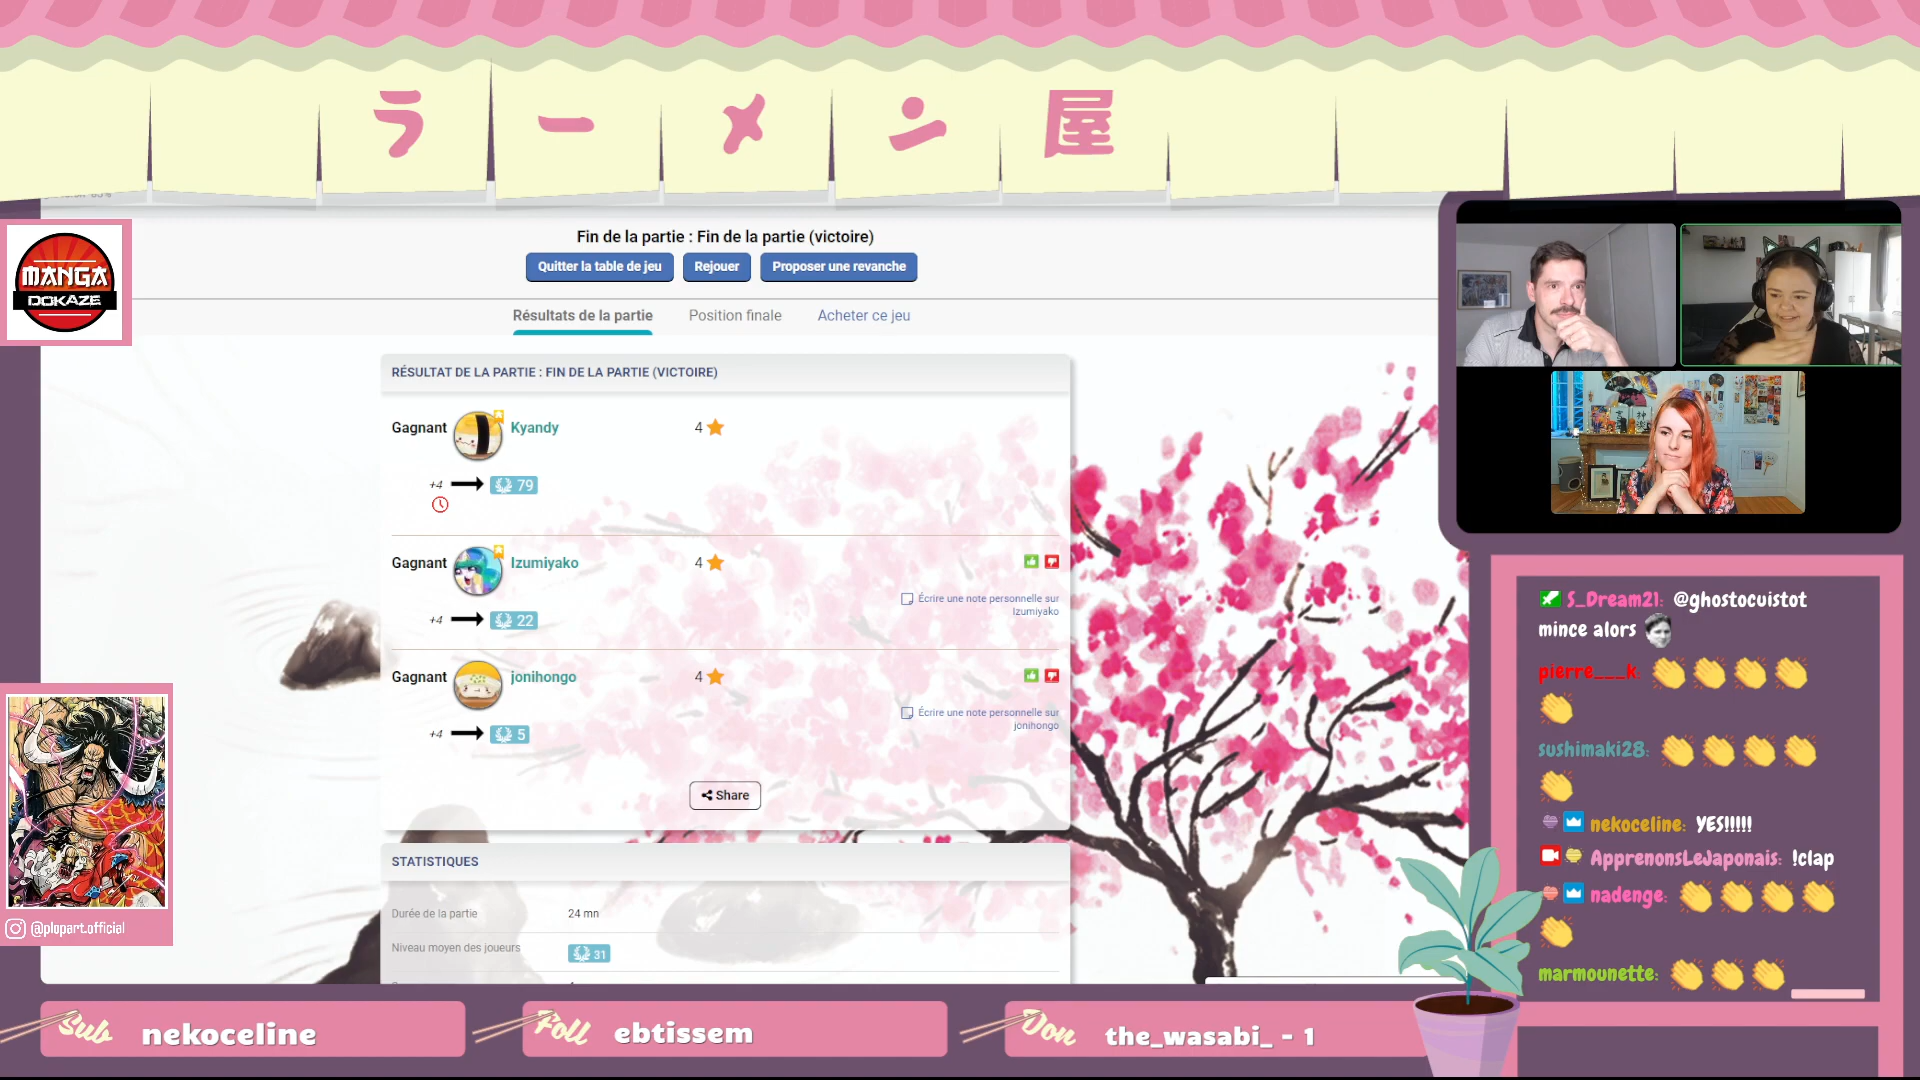 ラーメン屋
Fin de la partie : Fin de la partie (victoire)
Quitter la table de jeu
Rejouer
Proposer une revanche
MANGA
DOKAZE
Résultats de la partie
Position finale
Acheter ce jeu
RÉSULTAT DE LA PARTIE : FIN DE LA PARTIE (VICTOIRE)
Gagnant
Kyandy
4
+4
79
Gagnant
Izumiyako
4
Écrire une note personnelle sur
Izumiyako
+4
22
Gagnant
jonihongo
4
Écrire une note personnelle sur
jonihongo
+4
5
Share
STATISTIQUES
Durée de la partie
24 mn
Niveau moyen des joueurs
31
@plopart.official
S_Dream21: @ghostocuistot
mince alors
pierre___k:
sushimaki28:
nekoceline: YES!!!!!
ApprenonsLeJaponais: !clap
nadenge:
marmounette:
Sub
nekoceline
Foll
ebtissem
Don
the_wasabi_ - 1